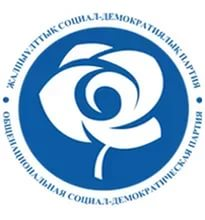 ЖАЛПЫҰЛТТЫҚ СОЦИАЛ-ДЕМОКРАТИЯЛЫҚ ПАРТИЯ
ОБЩЕНАЦИОНАЛЬНАЯ СОЦИАЛ-ДЕМОКРАТИЧЕСКАЯ ПАРТИЯ